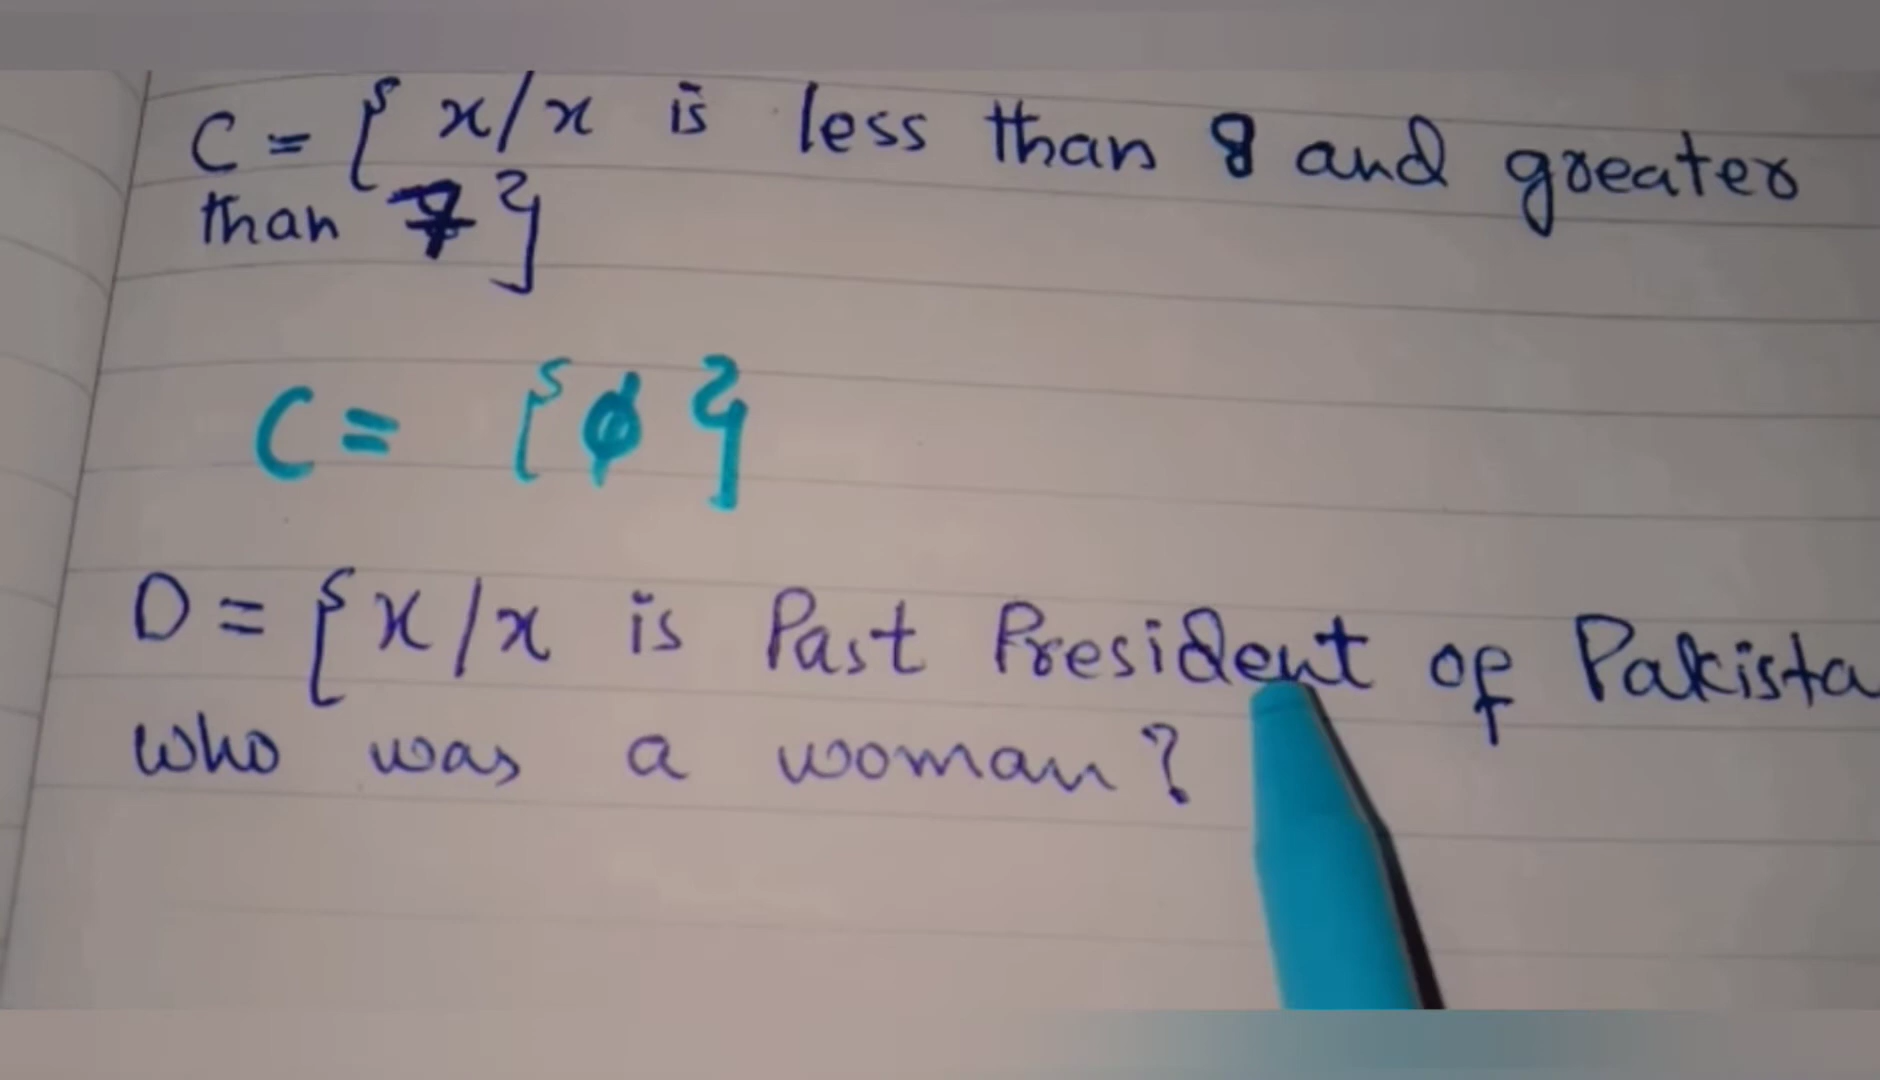 C = { x/x is less than 8 and greater
than 7 }
C = { ϕ }
D = { x/x is Past President of Pakista
who was a woman ?